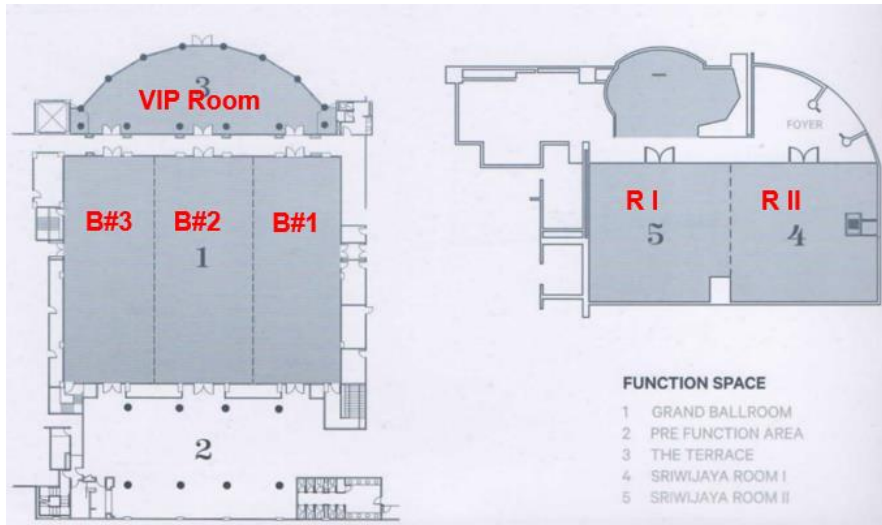 3
VIP Room
B#3
B#2
B#1
1
2
FOYER
R I
R II
5
4
FUNCTION SPACE
1 GRAND BALLROOM
2 PRE FUNCTION AREA
3 THE TERRACE
4 SRIWIJAYA ROOM I
5 SRIWIJAYA ROOM II